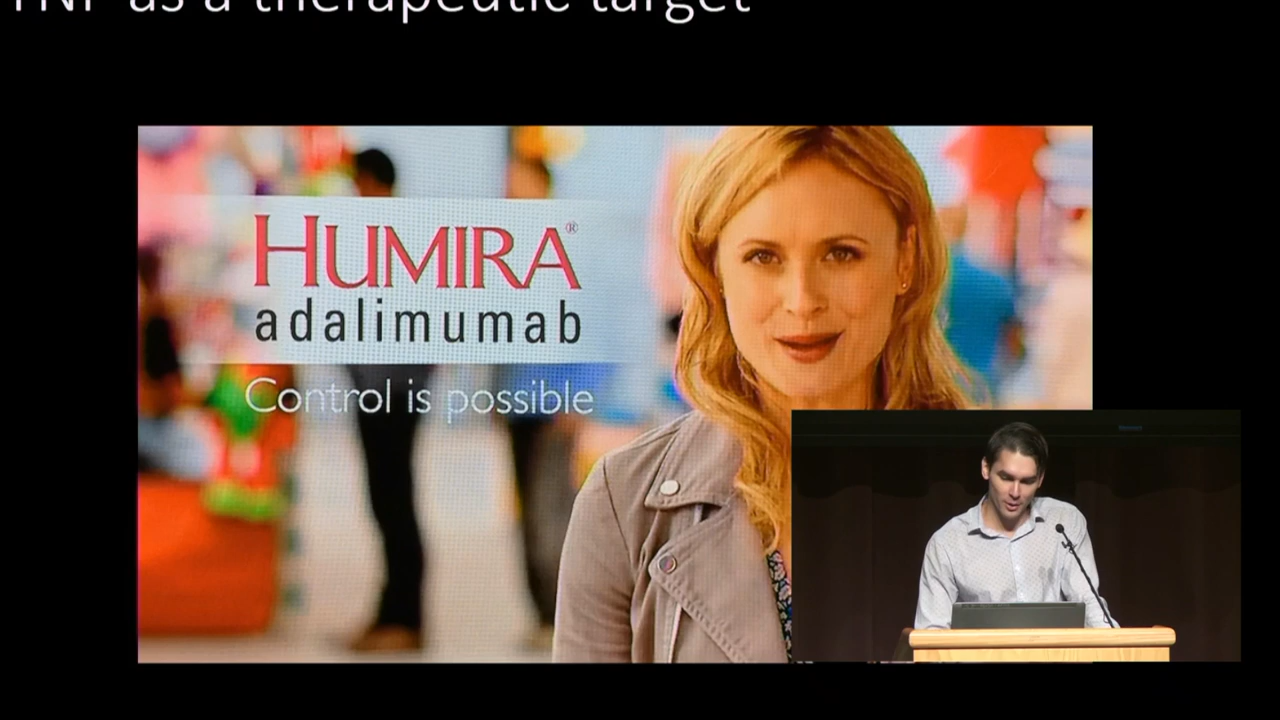 TNF as a therapeutic target
HUMIRA®
adalimumab
Control is possible